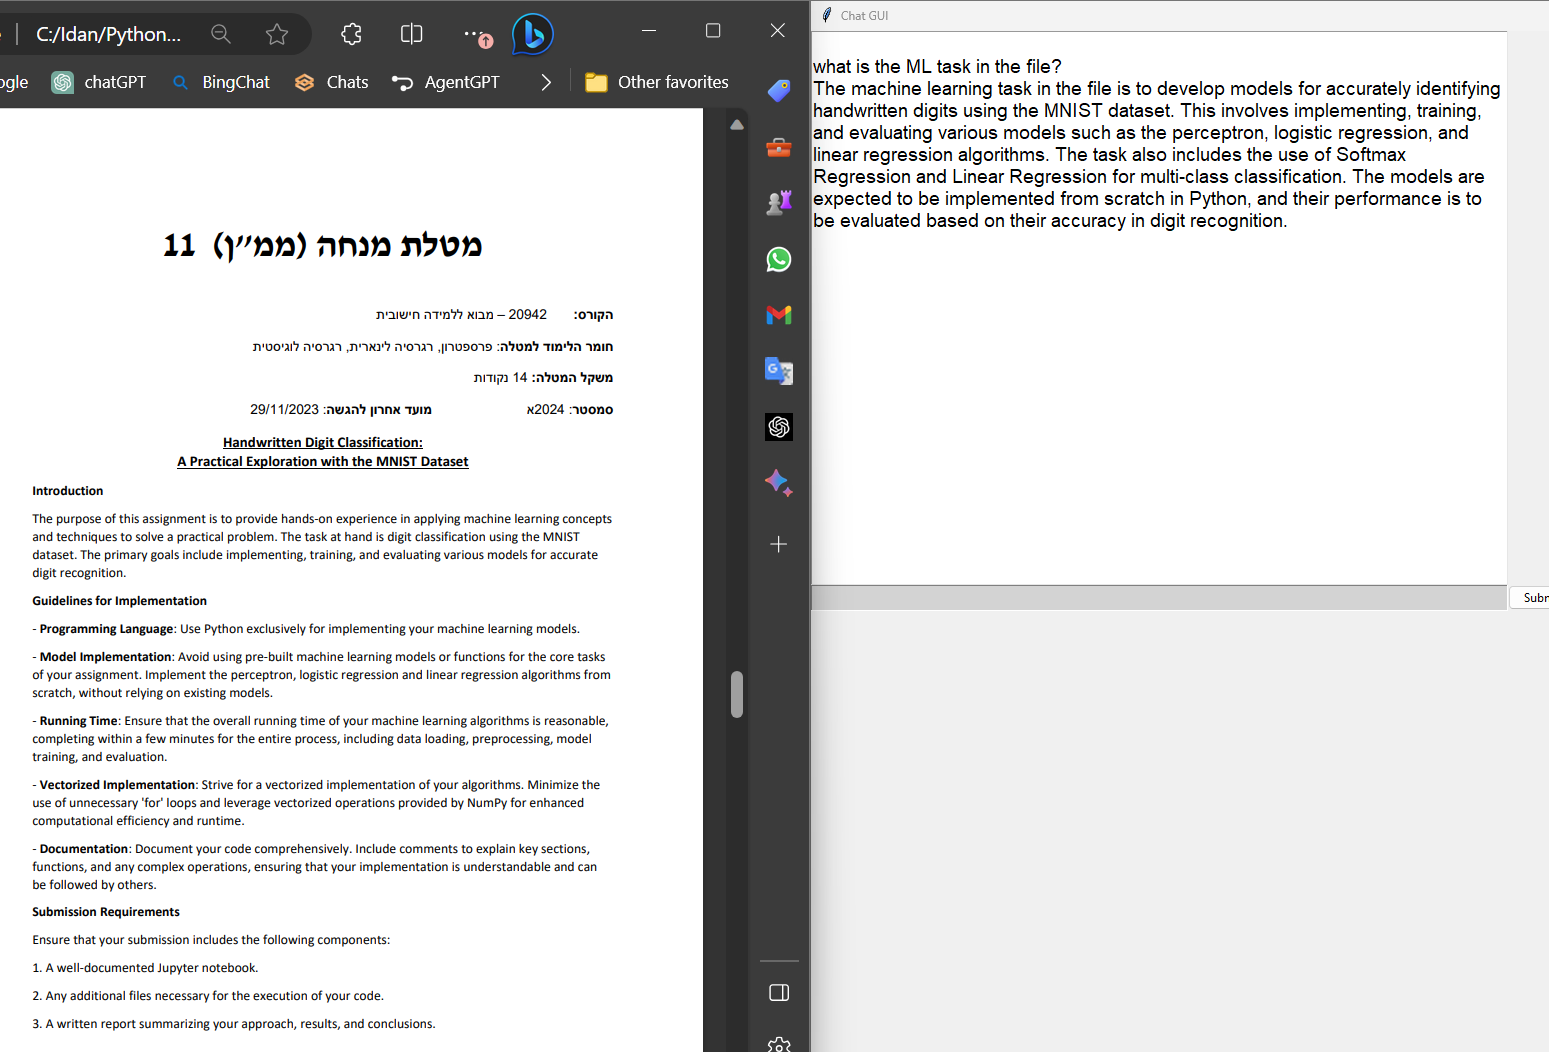 C:/Idan/Python...
ogle
chatGPT
BingChat
Chats
AgentGPT
Other favorites
מטלת מנחה (ממ״ן) 11
הקורס: 20942 – מבוא ללמידה חישובית
חומר הלימוד למטלה: פרספטרון, רגרסיה לינארית, רגרסיה לוגיסטית
משקל המטלה: 14 נקודות
סמסטר: 2024א מועד אחרון להגשה: 29/11/2023
Handwritten Digit Classification:
A Practical Exploration with the MNIST Dataset
Introduction
The purpose of this assignment is to provide hands-on experience in applying machine learning concepts
and techniques to solve a practical problem. The task at hand is digit classification using the MNIST
dataset. The primary goals include implementing, training, and evaluating various models for accurate
digit recognition.
Guidelines for Implementation
- Programming Language: Use Python exclusively for implementing your machine learning models.
- Model Implementation: Avoid using pre-built machine learning models or functions for the core tasks
of your assignment. Implement the perceptron, logistic regression and linear regression algorithms from
scratch, without relying on existing models.
- Running Time: Ensure that the overall running time of your machine learning algorithms is reasonable,
completing within a few minutes for the entire process, including data loading, preprocessing, model
training, and evaluation.
- Vectorized Implementation: Strive for a vectorized implementation of your algorithms. Minimize the
use of unnecessary 'for' loops and leverage vectorized operations provided by NumPy for enhanced
computational efficiency and runtime.
- Documentation: Document your code comprehensively. Include comments to explain key sections,
functions, and any complex operations, ensuring that your implementation is understandable and can
be followed by others.
Submission Requirements
Ensure that your submission includes the following components:
1. A well-documented Jupyter notebook.
2. Any additional files necessary for the execution of your code.
3. A written report summarizing your approach, results, and conclusions.
Chat GUI
what is the ML task in the file?
The machine learning task in the file is to develop models for accurately identifying
handwritten digits using the MNIST dataset. This involves implementing, training,
and evaluating various models such as the perceptron, logistic regression, and
linear regression algorithms. The task also includes the use of Softmax
Regression and Linear Regression for multi-class classification. The models are
expected to be implemented from scratch in Python, and their performance is to
be evaluated based on their accuracy in digit recognition.
Subr